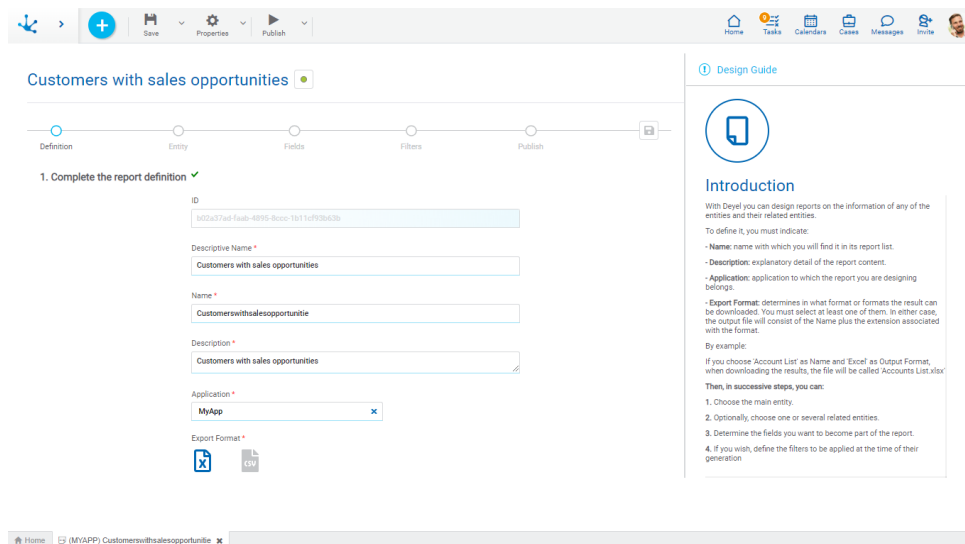 Save
Properties
Publish
Home
9
Tasks
Calendars
Cases
Messages
Invite
Customers with sales opportunities
Definition
Entity
Fields
Filters
Publish
1. Complete the report definition
ID
b02a37ad-faab-4895-8ccc-1b11cf93b63b
Descriptive Name *
Customers with sales opportunities
Name *
Customerswithsalesopportunitie
Description *
Customers with sales opportunities
Application *
MyApp
Export Format *
X
CSV
Design Guide
Introduction
With Deyel you can design reports on the information of any of the
entities and their related entities.
To define it, you must indicate:
- Name: name with which you will find it in its report list.
- Description: explanatory detail of the report content.
- Application: application to which the report you are designing
belongs.
- Export Format: determines in what format or formats the result can
be downloaded. You must select at least one of them. In either case,
the output file will consist of the Name plus the extension associated
with the format.
By example:
If you choose 'Account List' as Name and 'Excel' as Output Format,
when downloading the results, the file will be called 'Accounts List.xlsx'
Then, in successive steps, you can:
1. Choose the main entity.
2. Optionally, choose one or several related entities.
3. Determine the fields you want to become part of the report.
4. If you wish, define the filters to be applied at the time of their
generation
Home
(MYAPP) Customerswithsalesopportunitie